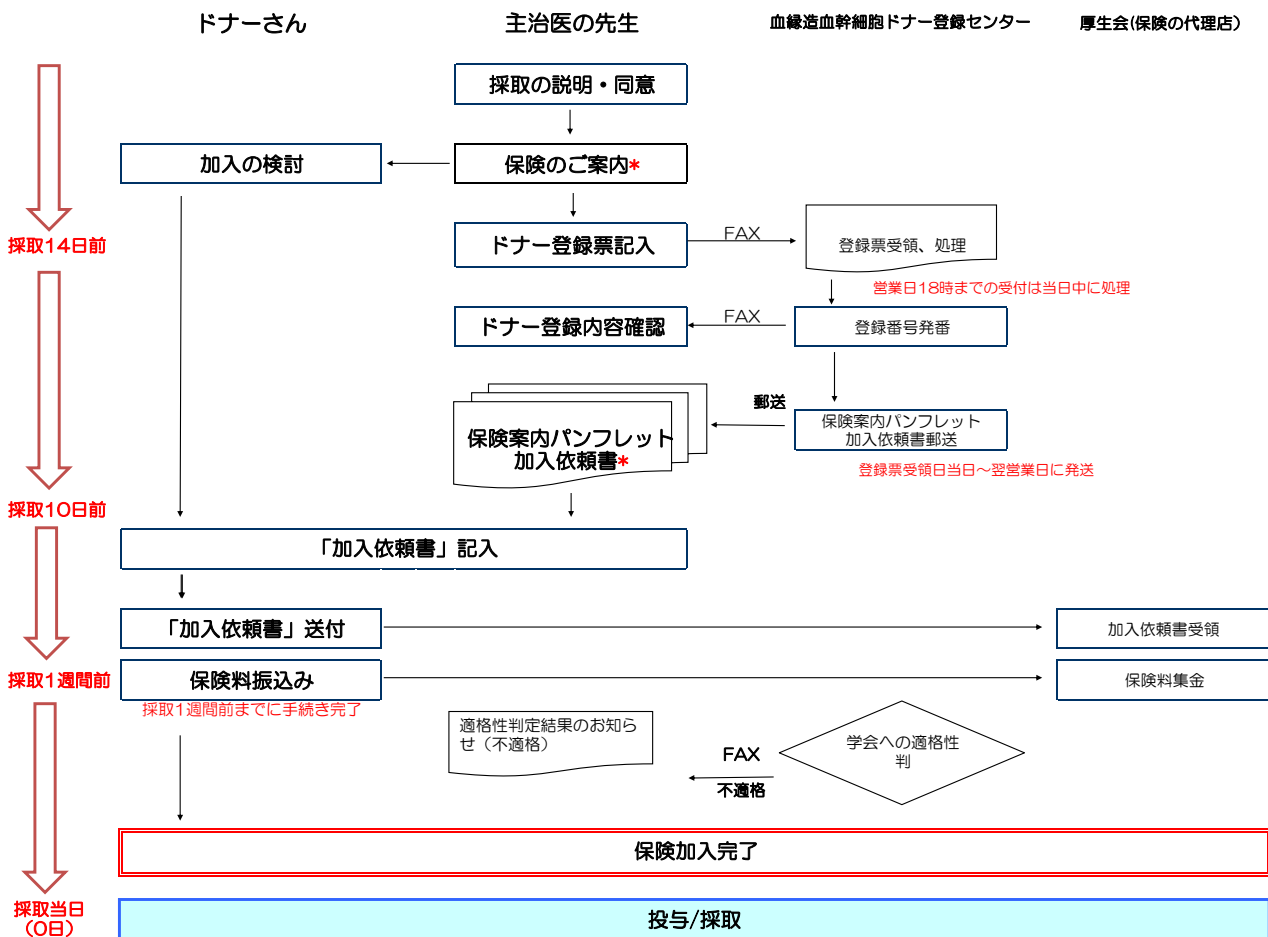 ドナーさん
主治医の先生
血縁造血幹細胞ドナー登録センター
厚生会(保険の代理店)
採取の説明・同意
加入の検討
保険のご案内*
採取14日前
ドナー登録票記入
FAX
登録票受領、処理
営業日18時までの受付は当日中に処理
ドナー登録内容確認
FAX
登録番号発番
郵送
保険案内パンフレット
加入依頼書*
保険案内パンフレット
加入依頼書郵送
登録票受領日当日～翌営業日に発送
採取10日前
「加入依頼書」記入
「加入依頼書」送付
加入依頼書受領
採取1週間前
保険料振込み
保険料集金
採取1週間前までに手続き完了
適格性判定結果のお知ら
せ（不適格）
FAX
不適格
学会への適格性
判
保険加入完了
採取当日
(0日)
投与/採取